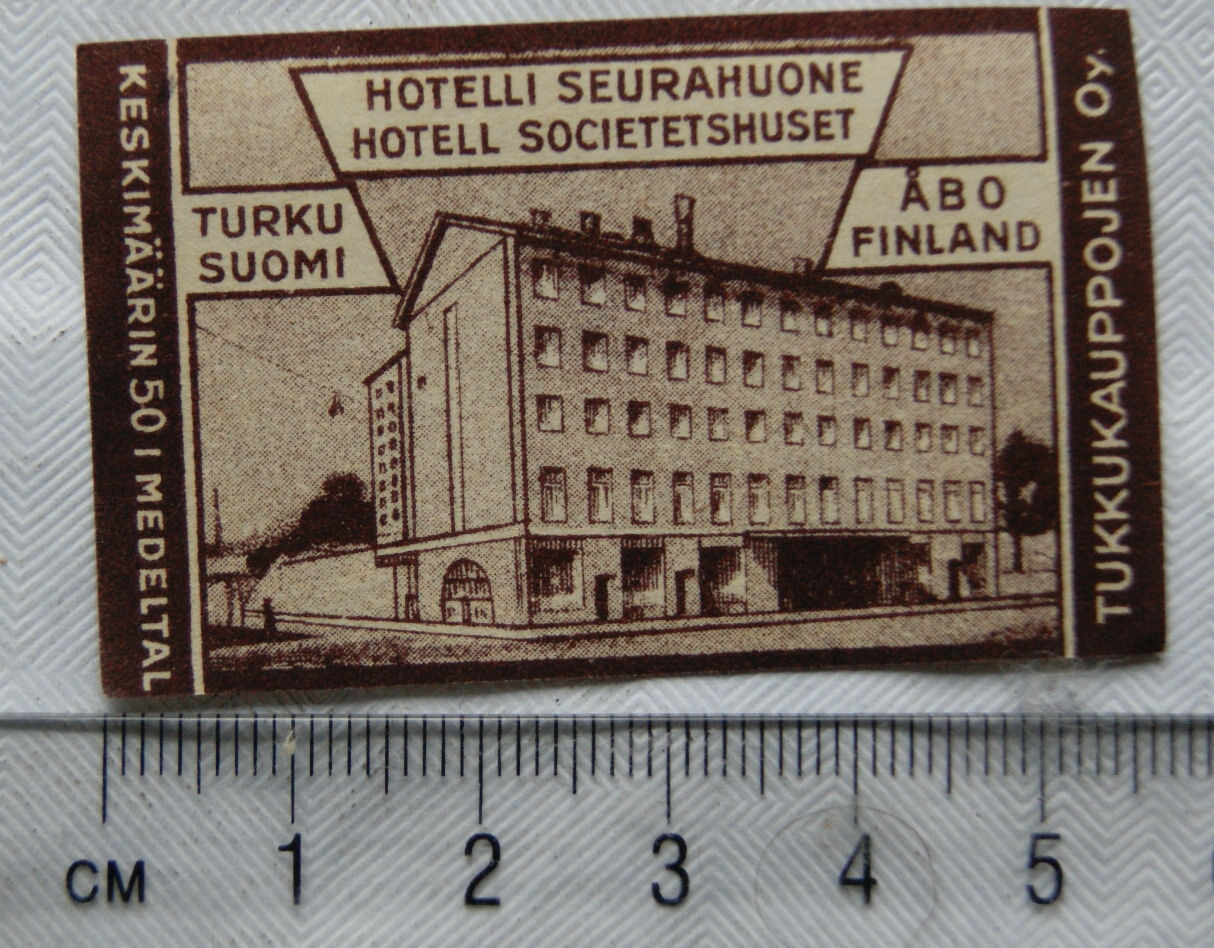 HOTELLI SEURAHUONE
HOTELL SOCIETETSHUSET
TURKU
SUOMI
ÅBO
FINLAND
KESKIMÄÄRIN 50 I MEDELTAL
TUKKUKAUPPOJEN Oy.
CM 1 2 3 4 5